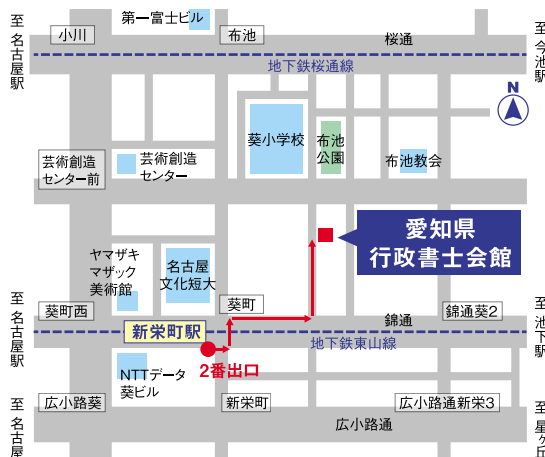 第一富士ビル
至 名古屋駅
小川
布池
桜通
至 今池駅
地下鉄桜通線
N
葵小学校
布池
公園
芸術創造
センター前
芸術創造
センター
布池教会
愛知県
行政書士会館
ヤマザキ
マザック
美術館
名古屋
文化短大
至 名古屋駅
葵町西
葵町
錦通
錦通葵2
至 池下駅
新栄町駅
地下鉄東山線
2番出口
NTTデータ
葵ビル
至 名古屋
広小路葵
新栄町
広小路通新栄3
広小路通
至 星ヶ丘